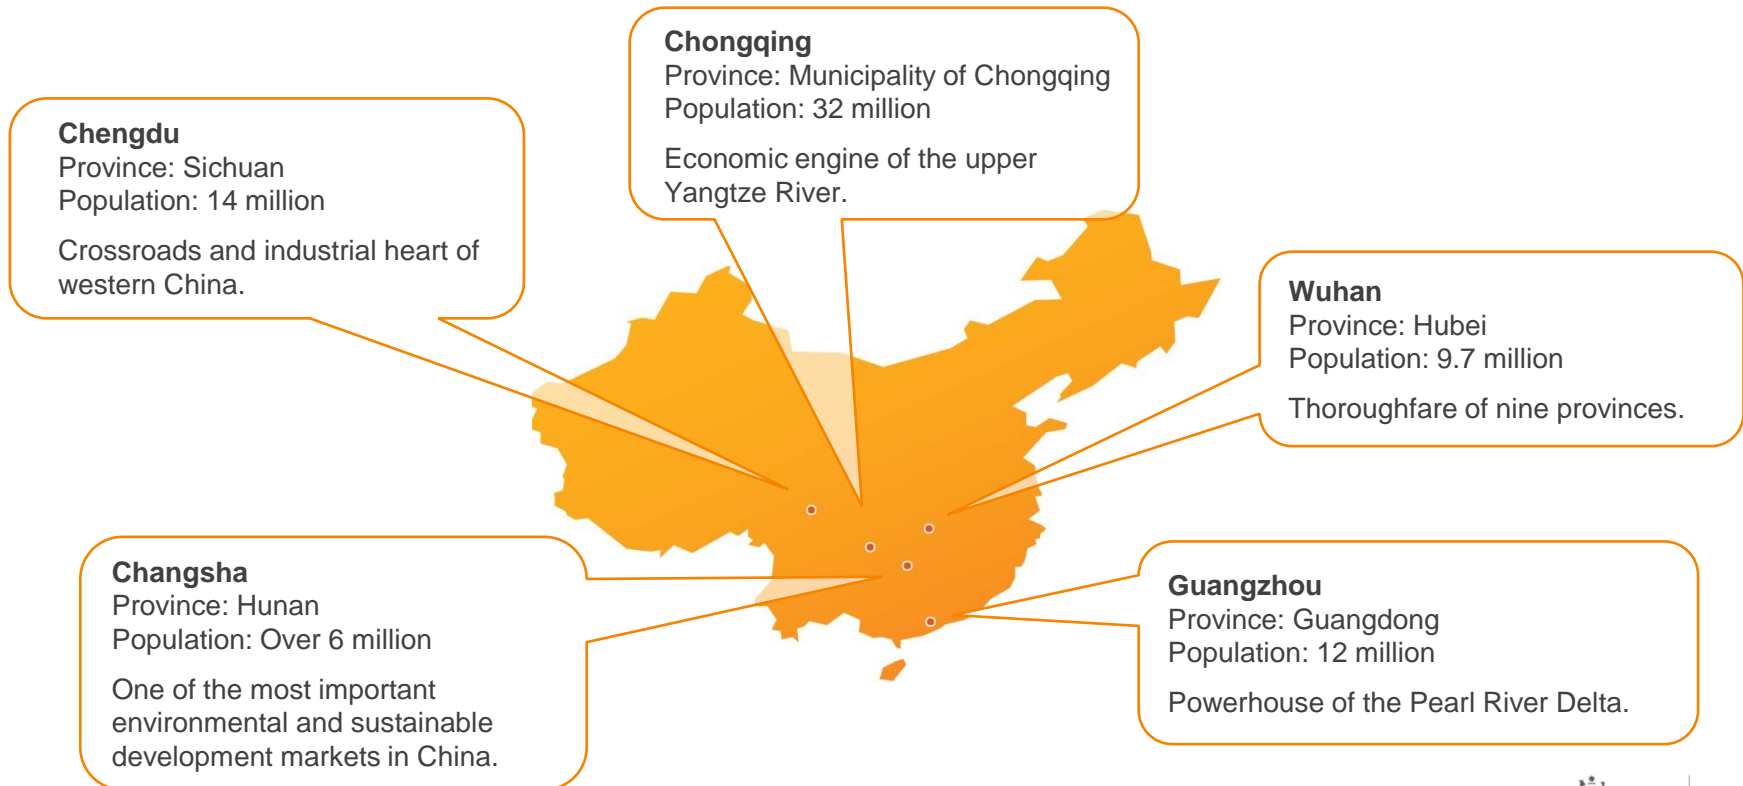 Chongqing
Province: Municipality of Chongqing
Population: 32 million
Economic engine of the upper
Yangtze River.
Chengdu
Province: Sichuan
Population: 14 million
Crossroads and industrial heart of
western China.
Wuhan
Province: Hubei
Population: 9.7 million
Thoroughfare of nine provinces.
Changsha
Province: Hunan
Population: Over 6 million
One of the most important
environmental and sustainable
development markets in China.
Guangzhou
Province: Guangdong
Population: 12 million
Powerhouse of the Pearl River Delta.